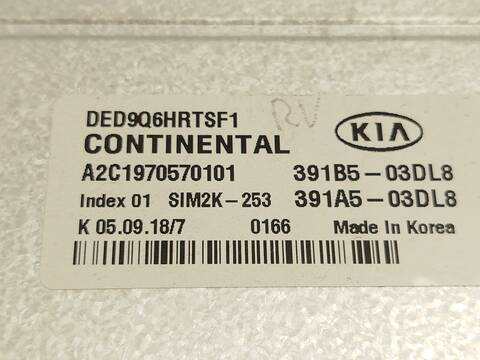 DED9Q6HRTSF1
RV
CONTINENTAL
KIA
A2C1970570101 391B5-03DL8
Index 01 SIM2K-253 391A5-03DL8
K 05.09.18/7 0166 Made in Korea